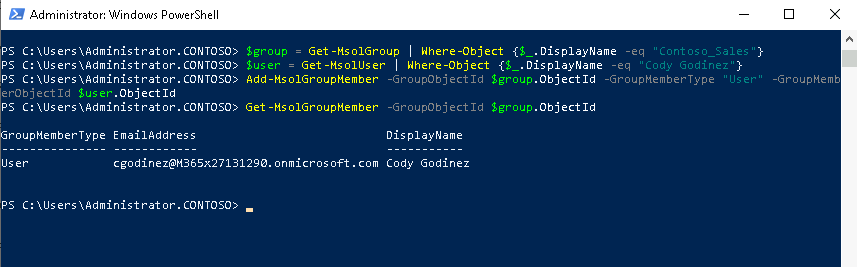 Administrator: Windows PowerShell
PS C:\Users\Administrator.CONTOSO> $group = Get-MsolGroup | Where-Object {$_.DisplayName -eq "Contoso_Sales"}
PS C:\Users\Administrator.CONTOSO> $user = Get-MsolUser | Where-Object {$_.DisplayName -eq "Cody Godinez"}
PS C:\Users\Administrator.CONTOSO> Add-MsolGroupMember -GroupObjectId $group.ObjectId -GroupMemberType "User" -GroupMemb
erObjectId $user.ObjectId
PS C:\Users\Administrator.CONTOSO> Get-MsolGroupMember -GroupObjectId $group.ObjectId
GroupMemberType EmailAddress DisplayName
--------------- ------------ -----------
User cgodinez@M365x27131290.onmicrosoft.com Cody Godinez
PS C:\Users\Administrator.CONTOSO>